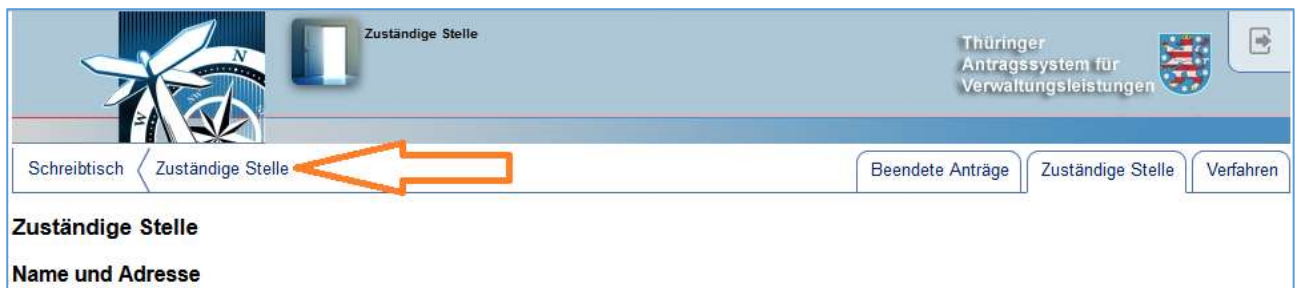 Zuständige Stelle
Thüringer
Antragssystem für
Verwaltungsleistungen
N
NW
W
Schreibtisch
Zuständige Stelle
Beendete Anträge
Zuständige Stelle
Verfahren
Zuständige Stelle
Name und Adresse